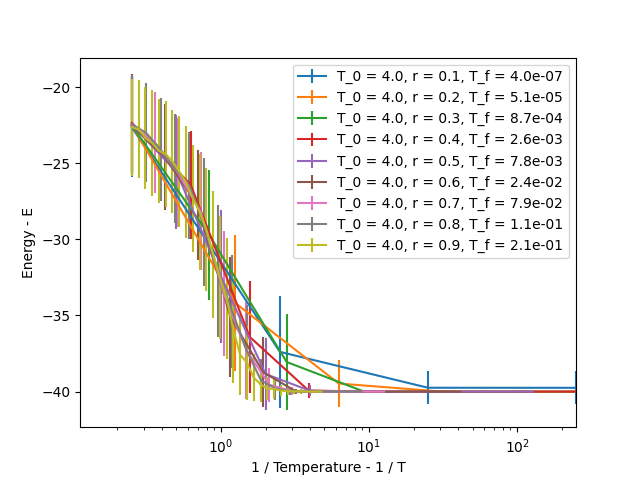 T_0 = 4.0, r = 0.1, T_f = 4.0e-07
T_0 = 4.0, r = 0.2, T_f = 5.1e-05
T_0 = 4.0, r = 0.3, T_f = 8.7e-04
T_0 = 4.0, r = 0.4, T_f = 2.6e-03
T_0 = 4.0, r = 0.5, T_f = 7.8e-03
T_0 = 4.0, r = 0.6, T_f = 2.4e-02
T_0 = 4.0, r = 0.7, T_f = 7.9e-02
T_0 = 4.0, r = 0.8, T_f = 1.1e-01
T_0 = 4.0, r = 0.9, T_f = 2.1e-01
Energy - E
−20
−25
−30
−35
−40
10⁰ 10¹ 10²
1 / Temperature - 1 / T